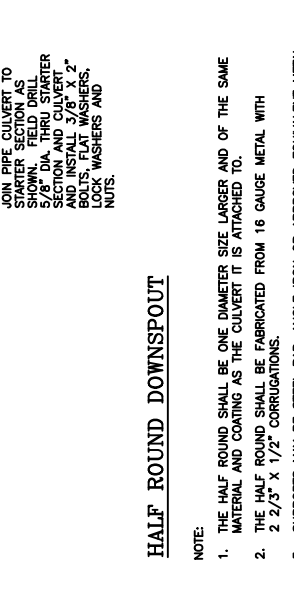 JOIN PIPE CULVERT TO
STARTER SECTION AS
SHOWN. FIELD DRILL
5/8" DIA. THRU STARTER
SECTION AND CULVERT
AND INSTALL 3/8" X 2"
BOLTS, FLAT WASHERS,
LOCK WASHERS AND
NUTS.
HALF ROUND DOWNSPOUT
NOTE:
1. THE HALF ROUND SHALL BE ONE DIAMETER SIZE LARGER AND OF THE SAME
MATERIAL AND COATING AS THE CULVERT IT IS ATTACHED TO.
2. THE HALF ROUND SHALL BE FABRICATED FROM 16 GAUGE METAL WITH
2 2/3" X 1/2" CORRUGATIONS.